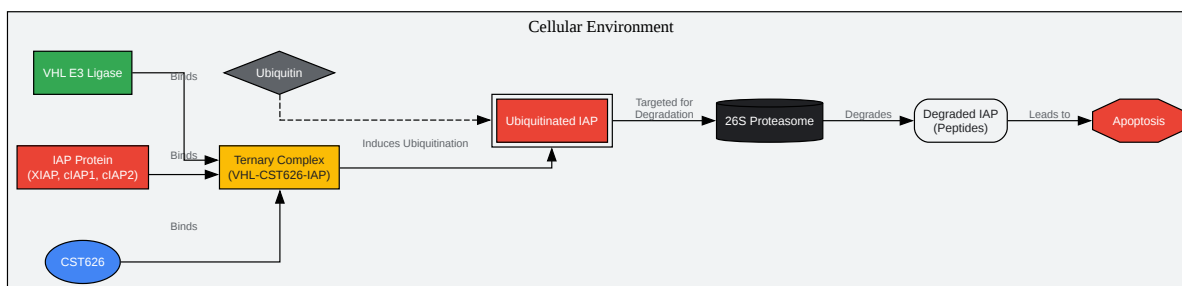 Cellular Environment
VHL E3 Ligase
Binds
Ubiquitin
IAP Protein
(XIAP, cIAP1, cIAP2)
Binds
Ternary Complex
(VHL-CST626-IAP)
Induces Ubiquitination
Ubiquitinated IAP
Targeted for
Degradation
26S Proteasome
Degrades
Degraded IAP
(Peptides)
Leads to
Apoptosis
Binds
CST626